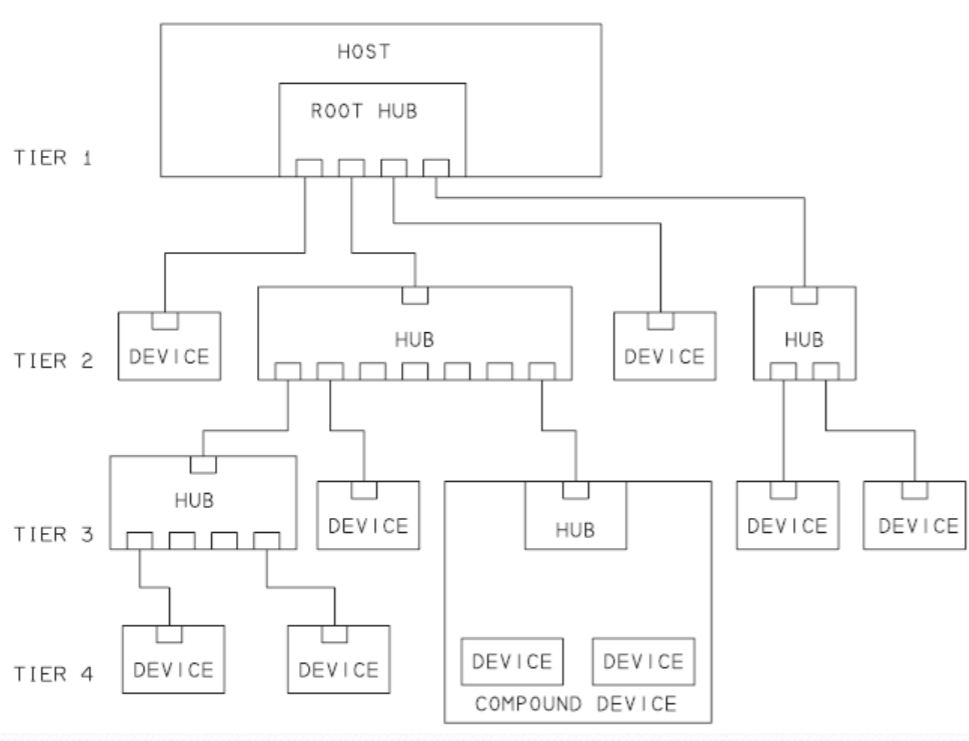 HOST
ROOT HUB
TIER 1
HUB
HUB
DEVICE
DEVICE
TIER 2
HUB
DEVICE
HUB
DEVICE
DEVICE
TIER 3
DEVICE
DEVICE
DEVICE
DEVICE
TIER 4
COMPOUND DEVICE